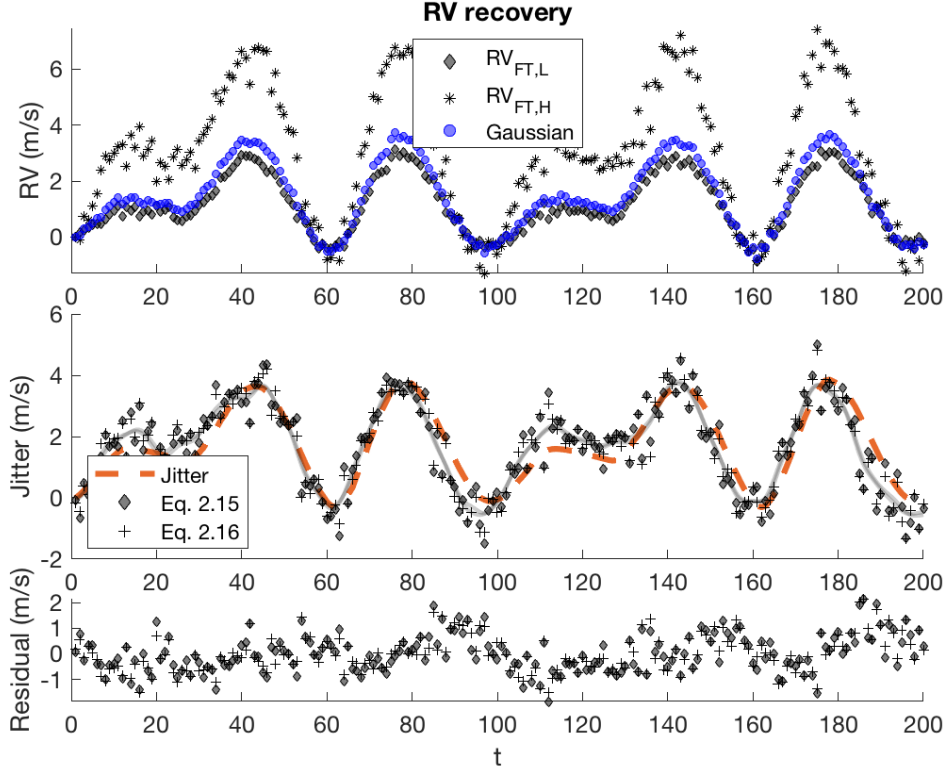 RV recovery
RV (m/s)
6
4
2
0
RV_FT,L
RV_FT,H
Gaussian
0 20 40 60 80 100 120 140 160 180 200
Jitter (m/s)
6
4
2
0
-2
Jitter
Eq. 2.15
Eq. 2.16
0 20 40 60 80 100 120 140 160 180 200
Residual (m/s)
2
1
0
-1
0 20 40 60 80 100 120 140 160 180 200
t